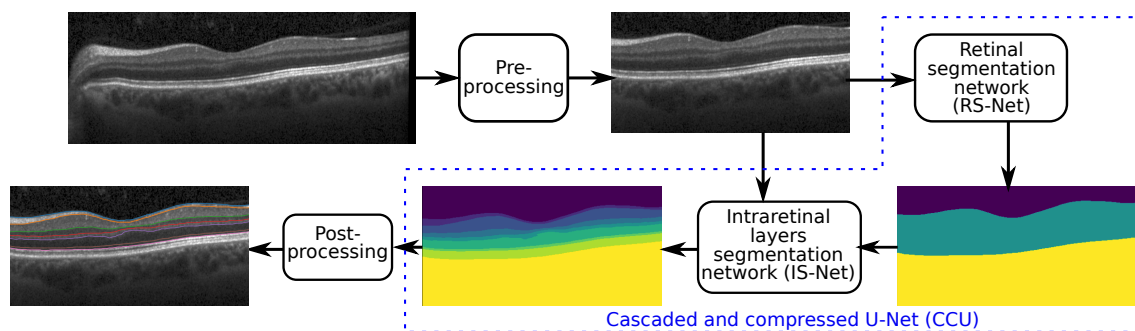 Pre-
processing
Retinal
segmentation
network
(RS-Net)
Post-
processing
Intraretinal
layers
segmentation
network (IS-Net)
Cascaded and compressed U-Net (CCU)